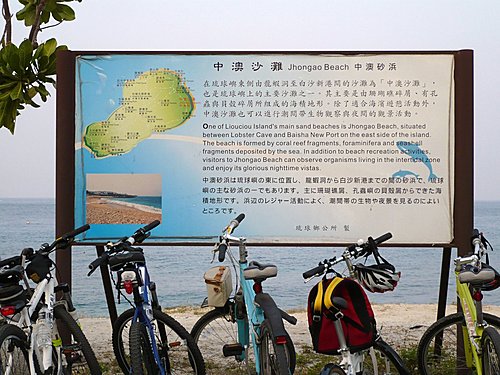 中澳沙灘 Jhongao Beach 中澳砂浜
在琉球嶼東側由龍蝦洞至白沙新港間的沙灘為「中澳沙灘」,
也是琉球嶼上的主要沙灘之一。其主要是由珊瑚礁碎屑、有孔
蟲與貝殼碎屑所組成的海積地形。除了適合海濱遊憩活動外,
中澳沙灘也可以進行潮間帶生物觀察與夜間的觀景活動。
One of Liouciou Island's main sand beaches is Jhongao Beach, situated
between Lobster Cave and Baisha New Port on the east side of the island.
The beach is formed by coral reef fragments, foraminifera and seashell
fragments deposited by the sea. In addition to beach recreation activities,
visitors to Jhongao Beach can observe organisms living in the intertidal zone
and enjoy its glorious nighttime vistas.
中澳砂浜は琉球嶼の東に位置し、龍蝦洞から白沙新港までの間の砂浜で、琉球
嶼の主な砂浜の一でもあります。主に珊瑚礁屑、孔蟲嶼の貝殼屑からできた海
積地形です。浜辺のレジャー活動により、潮間帯の生物や夜景を見るのによい
ところです。
琉球鄉公所 製